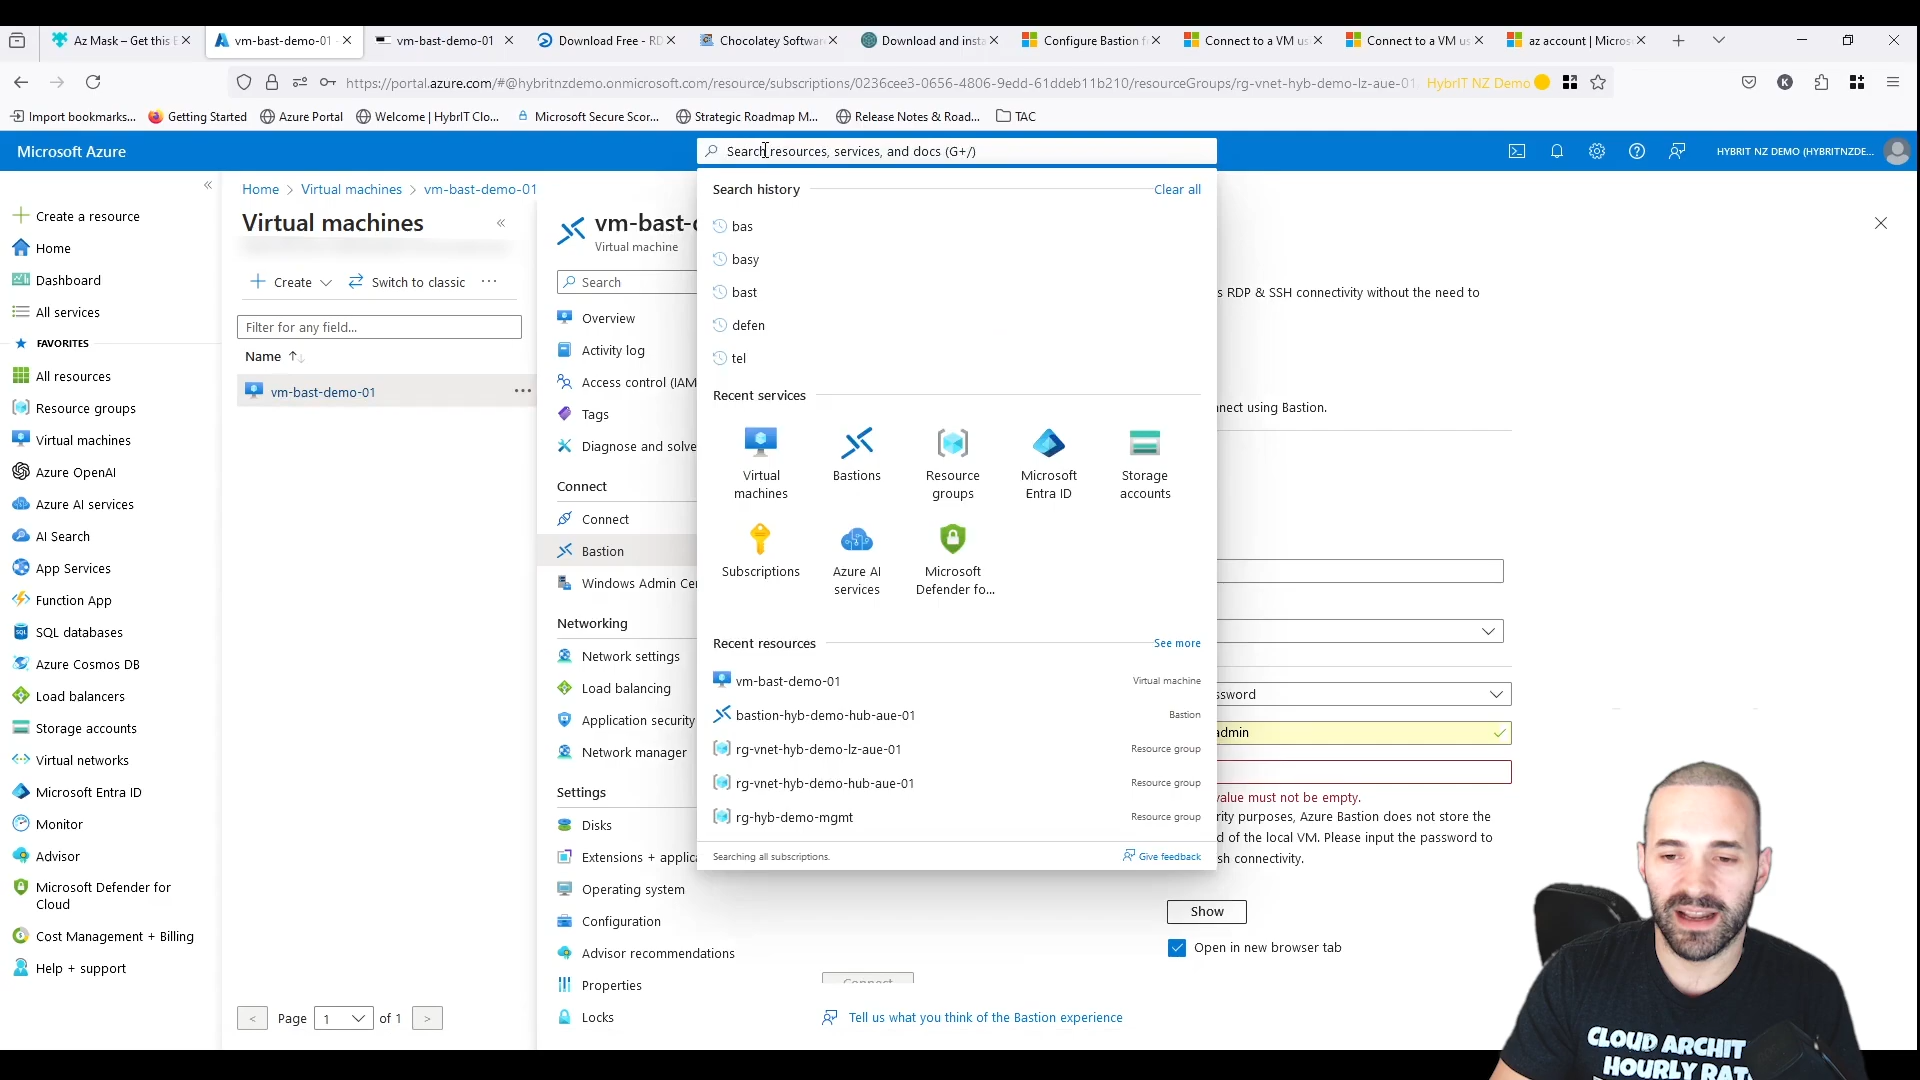 Az Mask – Get this E
vm-bast-demo-01
vm-bast-demo-01
Download Free - RD
Chocolatey Software
Download and insta
Configure Bastion f
Connect to a VM us
Connect to a VM us
az account | Micros
https://portal.azure.com/#@hybritnzdemo.onmicrosoft.com/resource/subscriptions/0236cee3-0656-4806-9edd-61ddeb11b210/resourceGroups/rg-vnet-hyb-demo-lz-aue-01
HybrIT NZ Demo
K
Import bookmarks...
Getting Started
Azure Portal
Welcome | HybrIT Clo...
Microsoft Secure Scor...
Strategic Roadmap M...
Release Notes & Road...
TAC
Microsoft Azure
Search resources, services, and docs (G+/)
HYBRIT NZ DEMO (HYBRITNZDE...
Create a resource
Home
Dashboard
All services
FAVORITES
All resources
Resource groups
Virtual machines
Azure OpenAI
Azure AI services
AI Search
App Services
Function App
SQL databases
Azure Cosmos DB
Load balancers
Storage accounts
Virtual networks
Microsoft Entra ID
Monitor
Advisor
Microsoft Defender for
Cloud
Cost Management + Billing
Help + support
Home > Virtual machines > vm-bast-demo-01
Virtual machines
Create
Switch to classic
Filter for any field...
Name
vm-bast-demo-01
< Page 1 of 1 >
vm-bast-
Virtual machine
Search
Overview
Activity log
Access control (IAM
Tags
Diagnose and solve
Connect
Connect
Bastion
Windows Admin Cen
Networking
Network settings
Load balancing
Application security
Network manager
Settings
Disks
Extensions + applica
Operating system
Configuration
Advisor recommendations
Properties
Locks
Search history
Clear all
bas
basy
bast
defen
tel
Recent services
Virtual
machines
Bastions
Resource
groups
Microsoft
Entra ID
Storage
accounts
Subscriptions
Azure AI
services
Microsoft
Defender fo...
Recent resources
See more
vm-bast-demo-01
Virtual machine
bastion-hyb-demo-hub-aue-01
Bastion
rg-vnet-hyb-demo-lz-aue-01
Resource group
rg-vnet-hyb-demo-hub-aue-01
Resource group
rg-hyb-demo-mgmt
Resource group
Searching all subscriptions.
Give feedback
s RDP & SSH connectivity without the need to
nect using Bastion.
ssword
admin
value must not be empty.
rity purposes, Azure Bastion does not store the
d of the local VM. Please input the password to
sh connectivity.
Show
Open in new browser tab
Connect
Tell us what you think of the Bastion experience
CLOUD ARCHIT
HOURLY RAT